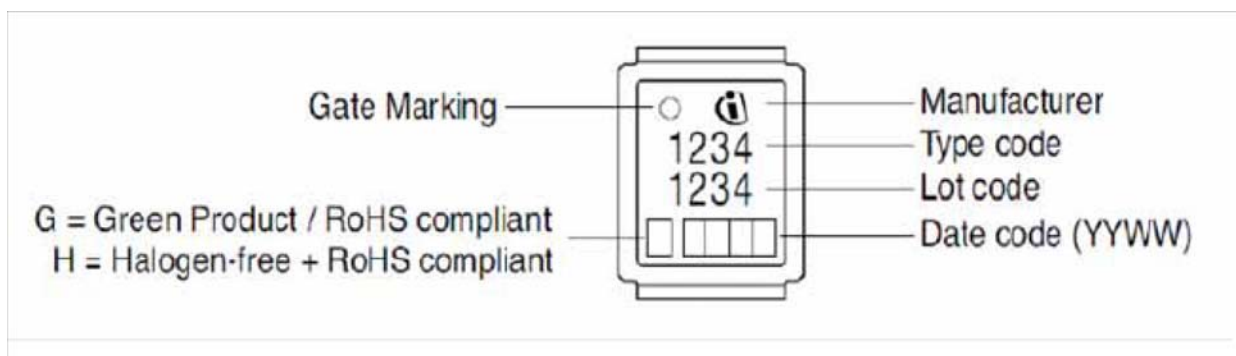 Gate Marking
Manufacturer
1234
Type code
1234
Lot code
G = Green Product / RoHS compliant
H = Halogen-free + RoHS compliant
Date code (YYWW)